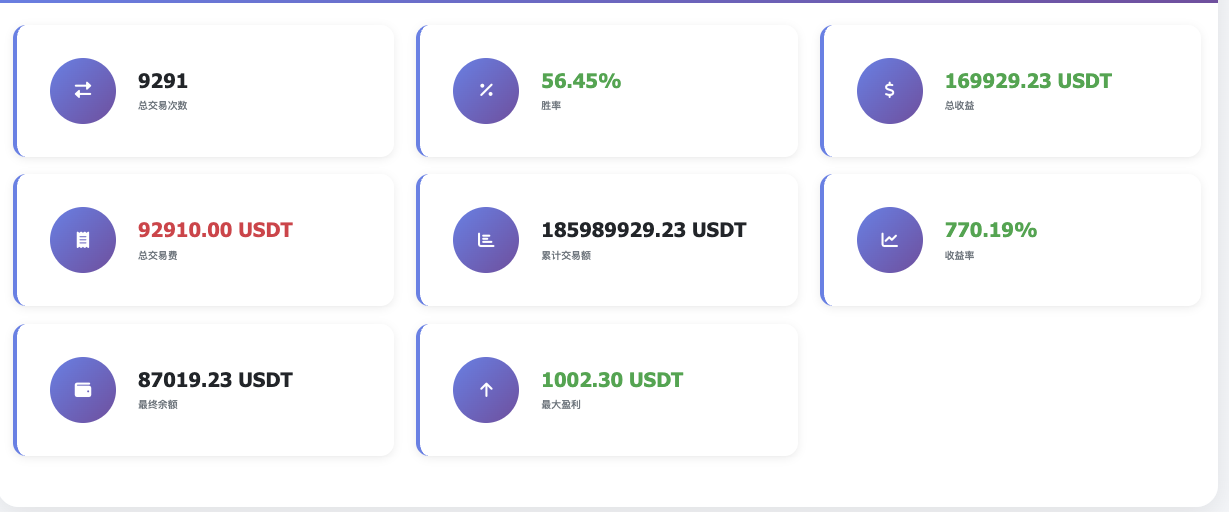 9291
总交易次数
56.45%
胜率
169929.23 USDT
总收益
92910.00 USDT
总交易费
185989929.23 USDT
累计交易额
770.19%
收益率
87019.23 USDT
最终余额
1002.30 USDT
最大盈利